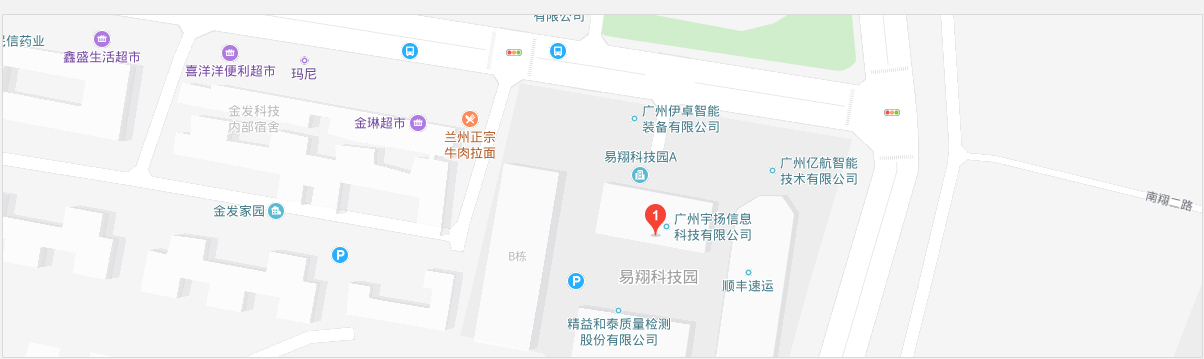 有限公司
信药业
鑫盛生活超市
喜洋洋便利超市
玛尼
金发科技
内部宿舍
金琳超市
兰州正宗
牛肉拉面
广州伊卓智能
装备有限公司
易翔科技园A
广州亿航智能
技术有限公司
南翔二路
金发家园
1
广州宇扬信息
科技有限公司
B栋
P
P
易翔科技园
顺丰速运
精益和泰质量检测
股份有限公司